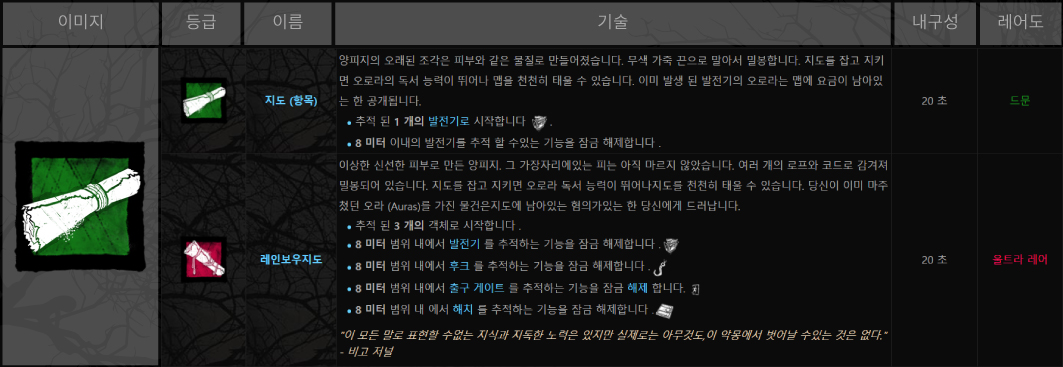 이미지 등급 이름 기술 내구성 레어도
양피지의 오래된 조각은 피부와 같은 물질로 만들어졌습니다. 무색 가죽 끈으로 말아서 밀봉합니다. 지도를 잡고 지키
면 오로라의 독서 능력이 뛰어나 맵을 천천히 태울 수 있습니다. 이미 발생 된 발전기의 오로라는 맵에 요금이 남아있
는 한 공개됩니다.
지도 (항목)
• 추적 된 1 개의 발전기로 시작합니다 .
• 8 미터 이내의 발전기를 추적 할 수있는 기능을 잠금 해제합니다 .
20 초
드문
이상한 신선한 피부로 만든 양피지. 그 가장자리에있는 피는 아직 마르지 않았습니다. 여러 개의 로프와 코드로 감겨져
밀봉되어 있습니다. 지도를 잡고 지키면 오로라 독서 능력이 뛰어나지도를 천천히 태울 수 있습니다. 당신이 이미 마주
쳤던 오라 (Auras)를 가진 물건은지도에 남아있는 혐의가있는 한 당신에게 드러납니다.
레인보우지도
• 추적 된 3 개의 객체로 시작합니다 .
• 8 미터 범위 내에서 발전기 를 추적하는 기능을 잠금 해제합니다 .
• 8 미터 범위 내에서 후크 를 추적하는 기능을 잠금 해제합니다 .
• 8 미터 범위 내에서 출구 게이트 를 추적하는 기능을 잠금 해제 합니다.
• 8 미터 범위 내 에서 해치 를 추적하는 기능을 잠금 해제합니다 .
"이 모든 말로 표현할 수없는 지식과 지독한 노력은 있지만 실제로는 아무것도,이 악몽에서 벗어날 수있는 것은 없다."
- 비고 저널
20 초
울트라 레어